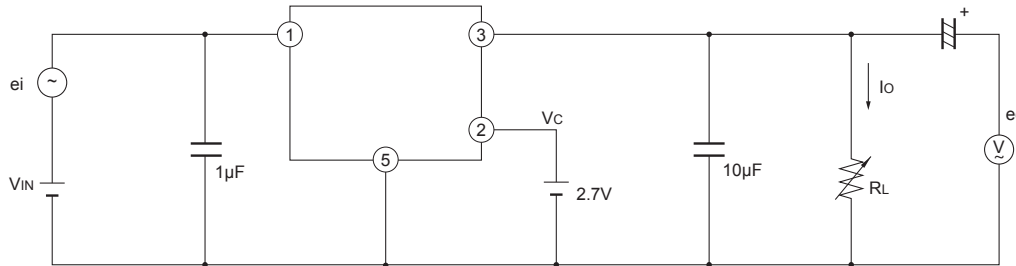 +
1
3
~
ei
IO
VC
2
e
V
~
5
1µF
10µF
VIN
2.7V
RL